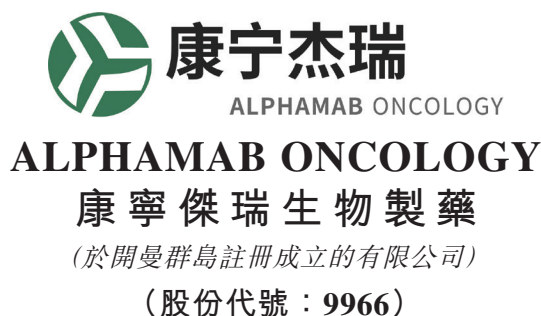 康宁杰瑞
ALPHAMAB ONCOLOGY
ALPHAMAB ONCOLOGY
康寧傑瑞生物製藥
(於開曼群島註冊成立的有限公司)
（股份代號：9966）